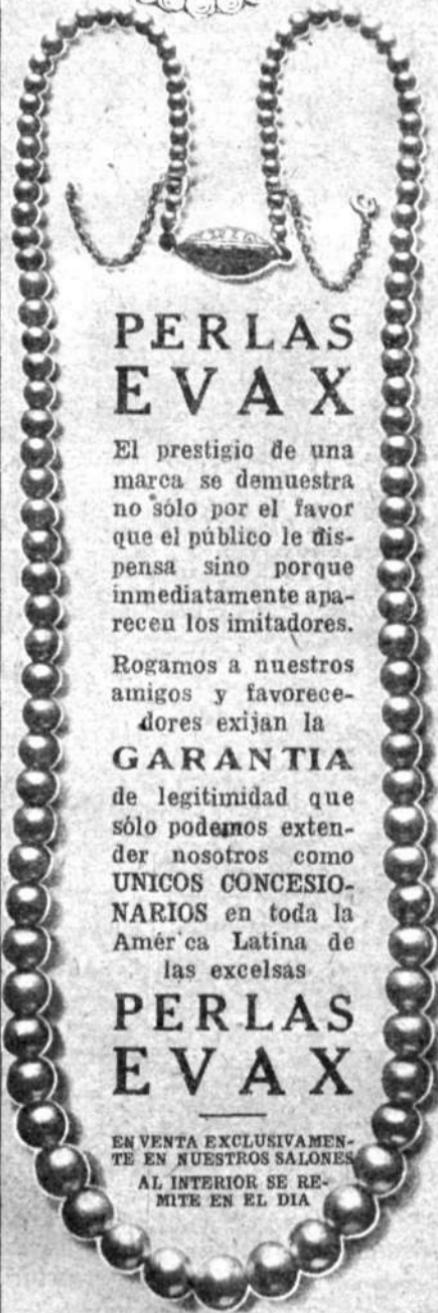 PERLAS
EVAX
El prestigio de una
marca se demuestra
no sólo por el favor
que el público le dis-
pensa sino porque
inmediatamente apa-
recen los imitadores.
Rogamos a nuestros
amigos y favorece-
dores exijan la
GARANTIA
de legitimidad que
sólo podemos exten-
der nosotros como
UNICOS CONCESIO-
NARIOS en toda la
Amér ca Latina de
las excelsas
PERLAS
EVAX
EN VENTA EXCLUSIVAMEN-
TE EN NUESTROS SALONES
AL INTERIOR SE RE-
MITE EN EL DIA